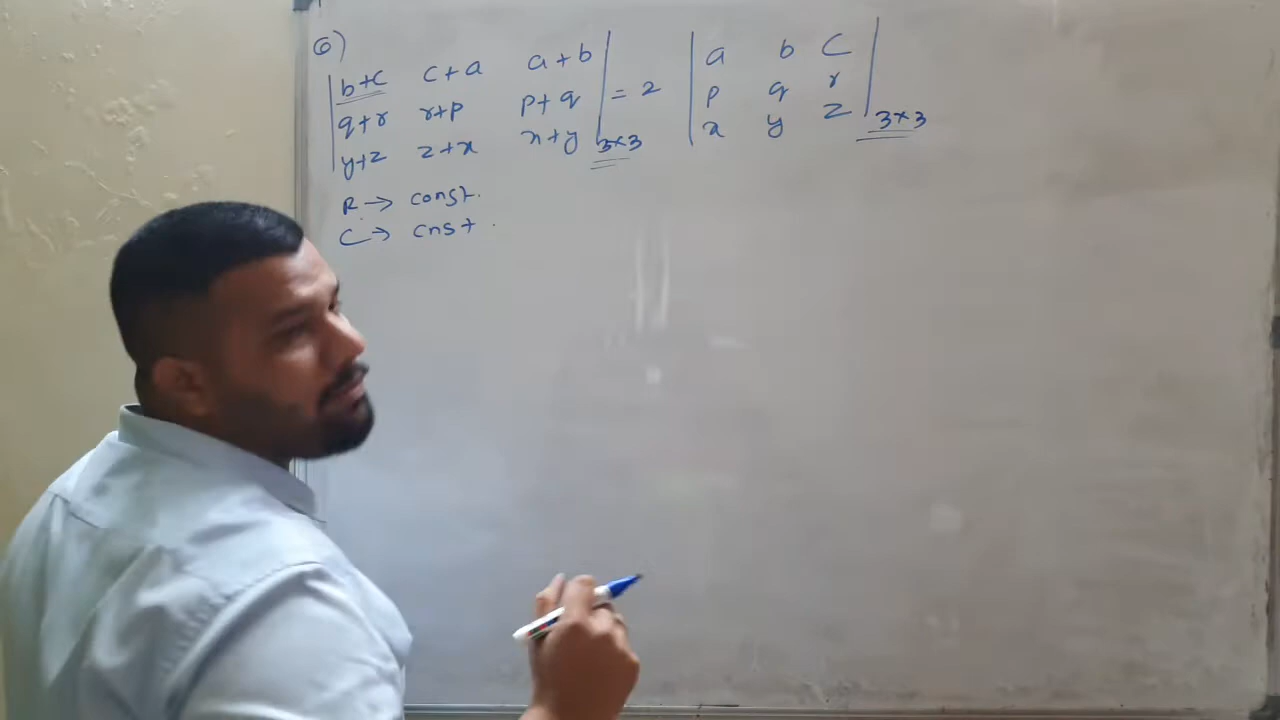 6)
| b+c c+a a+b | = 2 | a b c |
| q+r r+p p+q | | p q r |
| y+z z+x x+y | 3×3 | x y z | 3×3
R → const.
C → cnst.